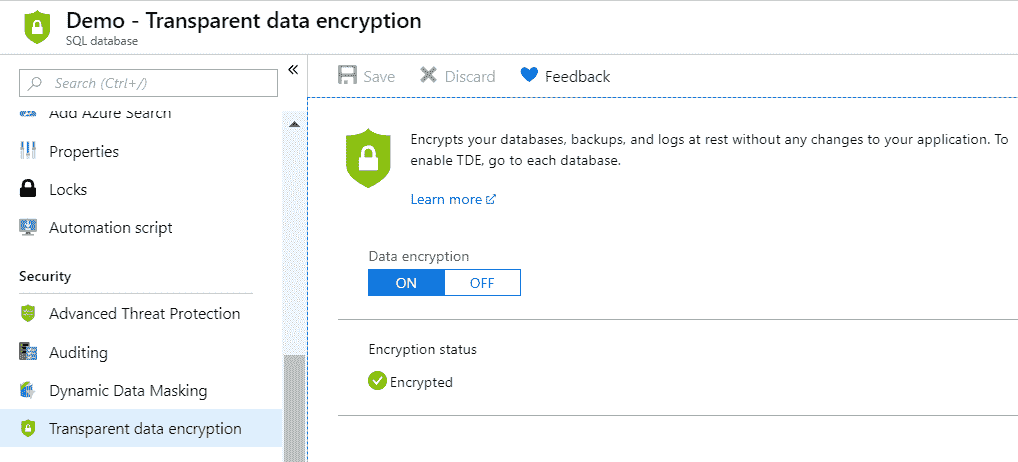 Demo - Transparent data encryption
SQL database
Search (Ctrl+/)
«
Add Azure Search
Properties
Locks
Automation script
Security
Advanced Threat Protection
Auditing
Dynamic Data Masking
Transparent data encryption
Save
Discard
Feedback
Encrypts your databases, backups, and logs at rest without any changes to your application. To
enable TDE, go to each database.
Learn more
Data encryption
ON OFF
Encryption status
Encrypted